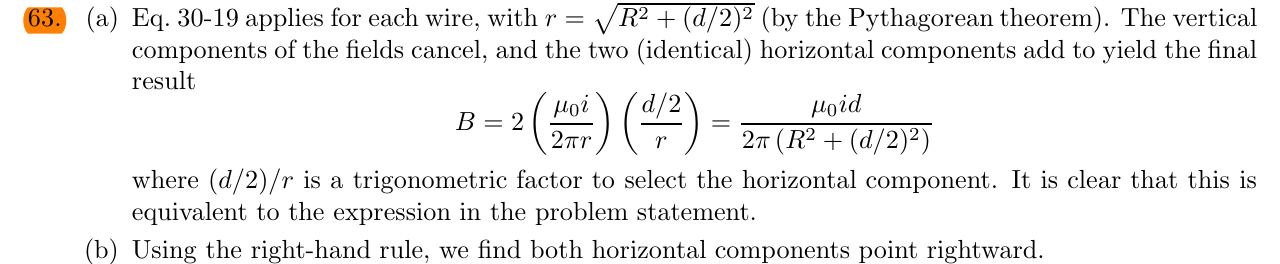 63. (a) Eq. 30-19 applies for each wire, with r = √(R² + (d/2)²) (by the Pythagorean theorem). The vertical
components of the fields cancel, and the two (identical) horizontal components add to yield the final
result
B = 2 (μ₀i / 2πr) ((d/2) / r) = μ₀id / (2π (R² + (d/2)²))
where (d/2)/r is a trigonometric factor to select the horizontal component. It is clear that this is
equivalent to the expression in the problem statement.
(b) Using the right-hand rule, we find both horizontal components point rightward.